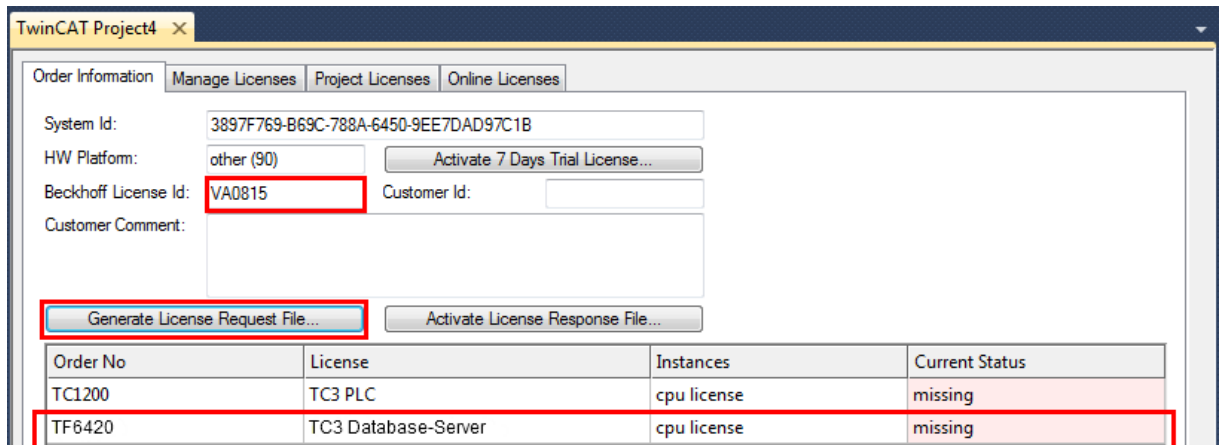 TwinCAT Project4
Order Information Manage Licenses Project Licenses Online Licenses
System Id: 3897F769-B69C-788A-6450-9EE7DAD97C1B
HW Platform: other (90) Activate 7 Days Trial License...
Beckhoff License Id: VA0815 Customer Id:
Customer Comment:
Generate License Request File... Activate License Response File...
Order No License Instances Current Status
TC1200 TC3 PLC cpu license missing
TF6420 TC3 Database-Server cpu license missing